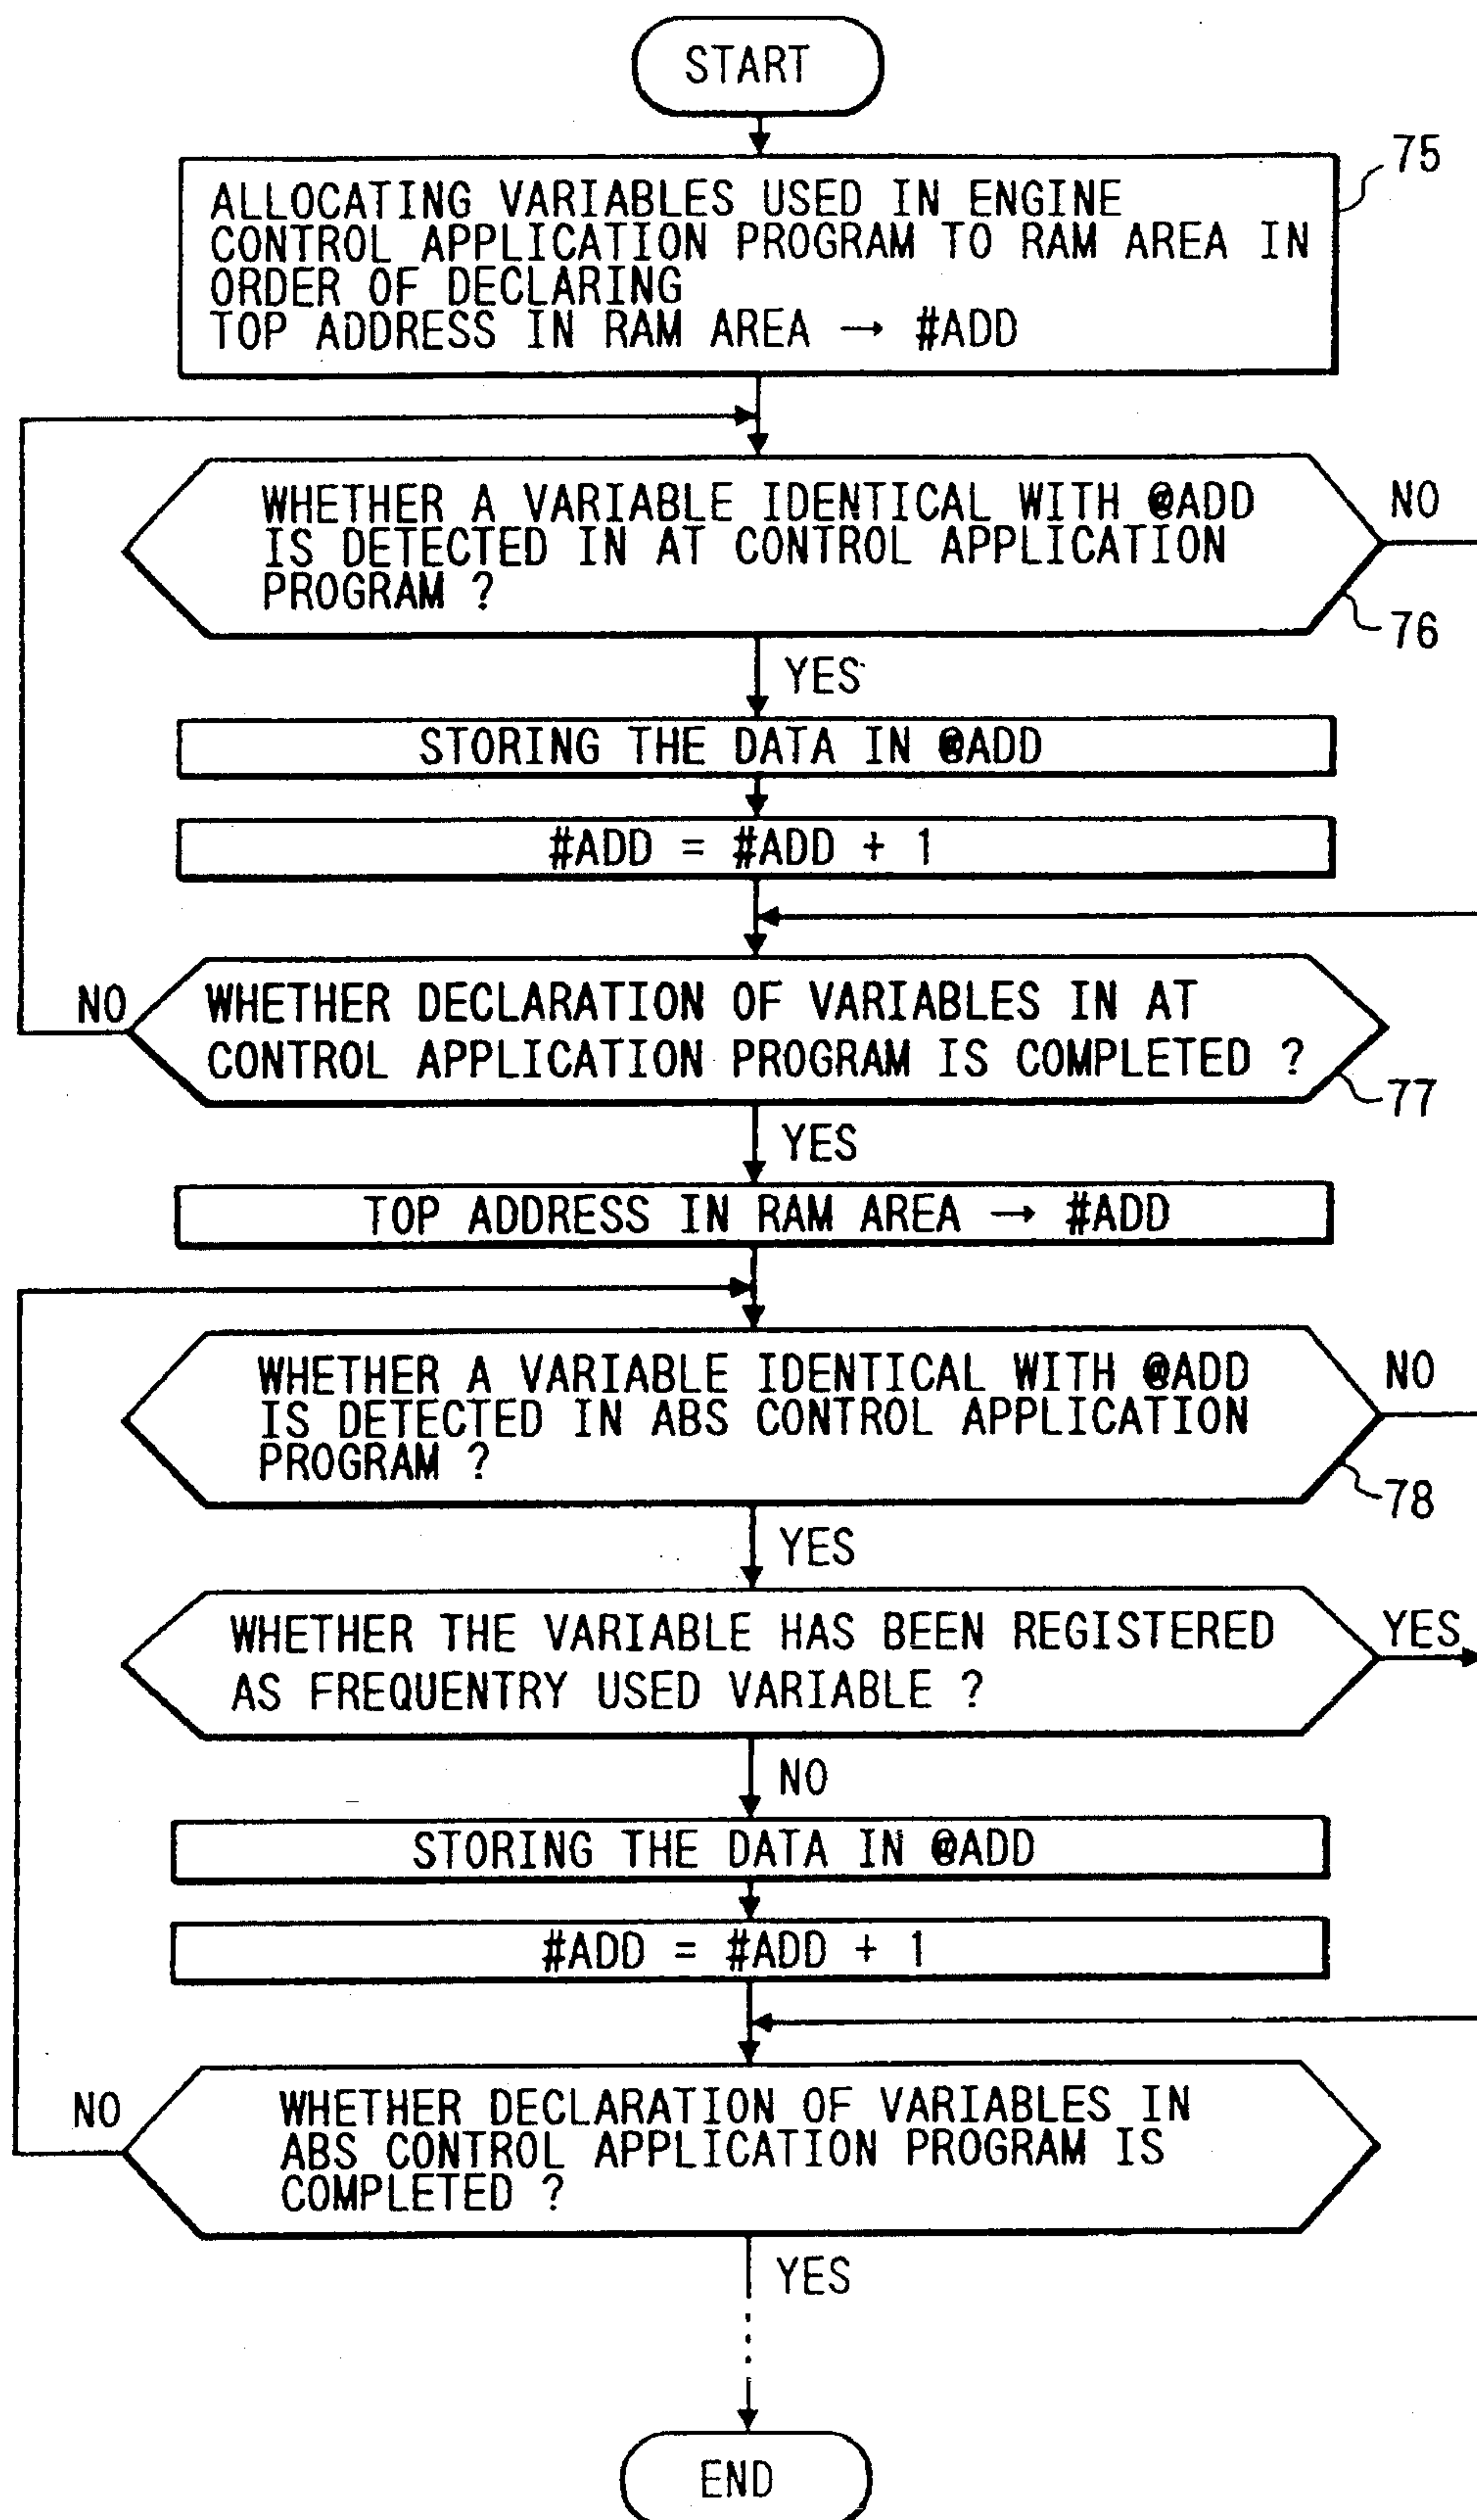 START
75
ALLOCATING VARIABLES USED IN ENGINE
CONTROL APPLICATION PROGRAM TO RAM AREA IN
ORDER OF DECLARING
TOP ADDRESS IN RAM AREA → #ADD
WHETHER A VARIABLE IDENTICAL WITH @ADD
IS DETECTED IN AT CONTROL APPLICATION
PROGRAM ?
NO
76
YES
STORING THE DATA IN @ADD
#ADD = #ADD + 1
NO
WHETHER DECLARATION OF VARIABLES IN AT
CONTROL APPLICATION PROGRAM IS COMPLETED ?
77
YES
TOP ADDRESS IN RAM AREA → #ADD
WHETHER A VARIABLE IDENTICAL WITH @ADD
IS DETECTED IN ABS CONTROL APPLICATION
PROGRAM ?
NO
78
YES
WHETHER THE VARIABLE HAS BEEN REGISTERED
AS FREQUENTRY USED VARIABLE ?
YES
NO
STORING THE DATA IN @ADD
#ADD = #ADD + 1
NO
WHETHER DECLARATION OF VARIABLES IN
ABS CONTROL APPLICATION PROGRAM IS
COMPLETED ?
YES
END